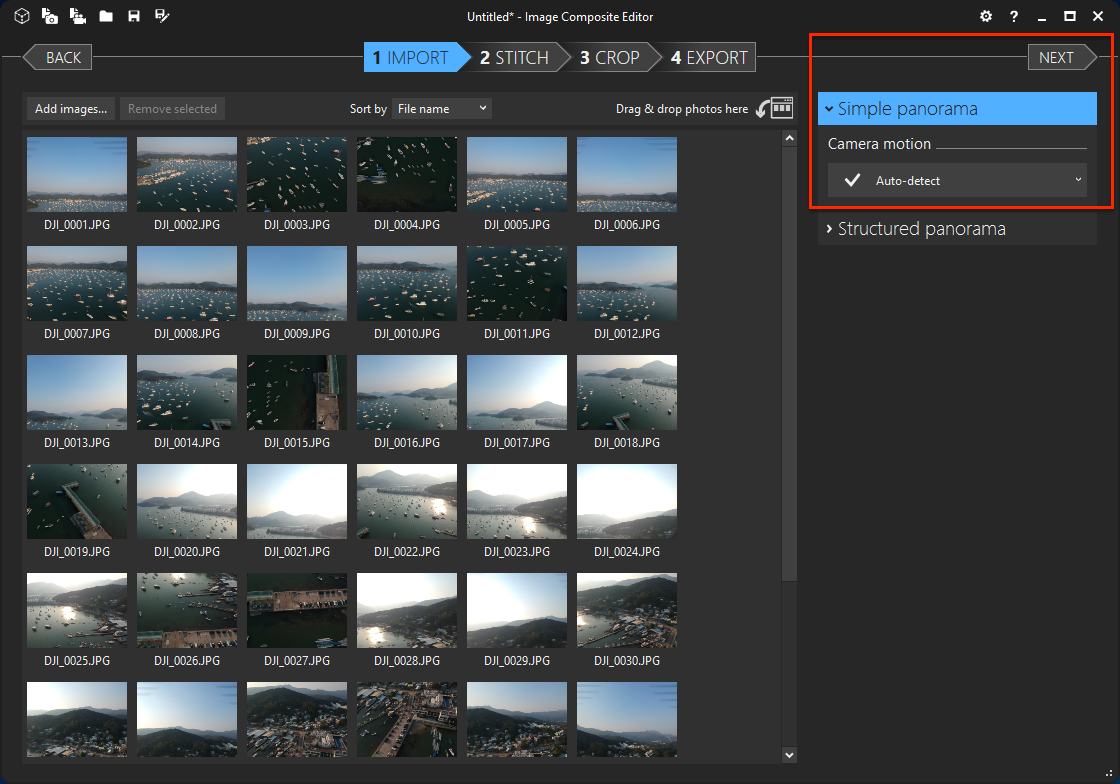 Untitled* - Image Composite Editor
?
BACK
1 IMPORT
2 STITCH
3 CROP
4 EXPORT
NEXT
Add images...
Remove selected
Sort by
File name
Drag & drop photos here
Simple panorama
Camera motion
Auto-detect
Structured panorama
DJI_0001.JPG
DJI_0002.JPG
DJI_0003.JPG
DJI_0004.JPG
DJI_0005.JPG
DJI_0006.JPG
DJI_0007.JPG
DJI_0008.JPG
DJI_0009.JPG
DJI_0010.JPG
DJI_0011.JPG
DJI_0012.JPG
DJI_0013.JPG
DJI_0014.JPG
DJI_0015.JPG
DJI_0016.JPG
DJI_0017.JPG
DJI_0018.JPG
DJI_0019.JPG
DJI_0020.JPG
DJI_0021.JPG
DJI_0022.JPG
DJI_0023.JPG
DJI_0024.JPG
DJI_0025.JPG
DJI_0026.JPG
DJI_0027.JPG
DJI_0028.JPG
DJI_0029.JPG
DJI_0030.JPG